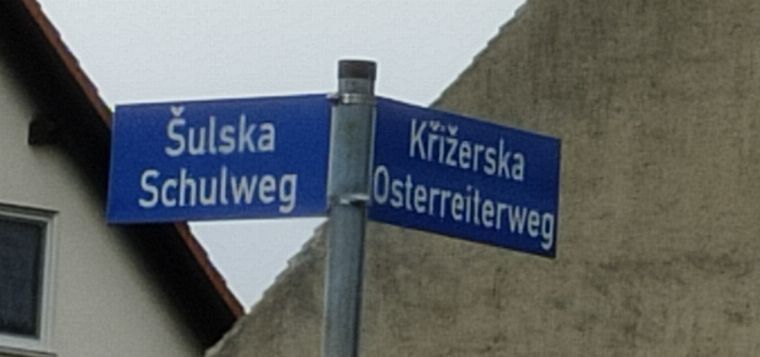 Šulska
Schulweg
Křižerska
Osterreiterweg